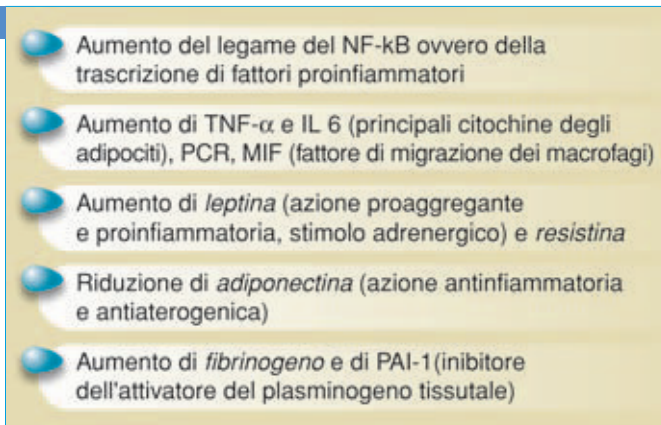 Aumento del legame del NF-kB ovvero della
trascrizione di fattori proinfiammatori
Aumento di TNF-α e IL 6 (principali citochine degli
adipociti), PCR, MIF (fattore di migrazione dei macrofagi)
Aumento di leptina (azione proaggregante
e proinfiammatoria, stimolo adrenergico) e resistina
Riduzione di adiponectina (azione antinfiammatoria
e antiaterogenica)
Aumento di fibrinogeno e di PAI-1(inibitore
dell'attivatore del plasminogeno tissutale)